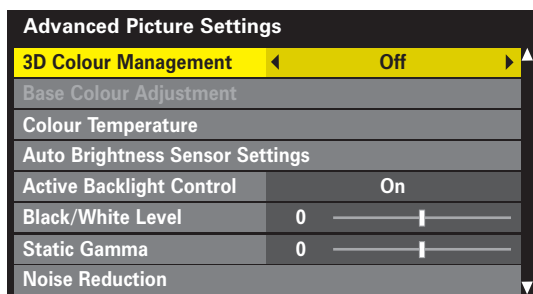 Advanced Picture Settings
3D Colour Management Off
Base Colour Adjustment
Colour Temperature
Auto Brightness Sensor Settings
Active Backlight Control On
Black/White Level 0
Static Gamma 0
Noise Reduction